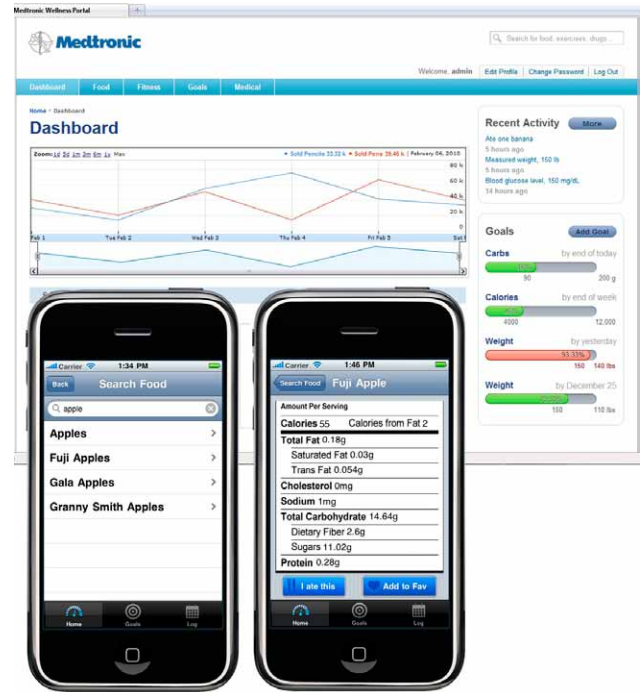 Medtronic Wellness Portal
Medtronic
Search for food, exercises, drugs...
Welcome, admin Edit Profile Change Password Log Out
Dashboard Food Fitness Goals Medical
Home › Dashboard
Dashboard
Zoom: 1d 5d 1m 3m 6m 1y Max
Sold Pencils 33.32 k Sold Pens 39.46 k | February 04, 2010
80 k
60 k
40 k
20 k
0
Feb 1 Tue Feb 2 Wed Feb 3 Thu Feb 4 Fri Feb 5 Sat
Recent Activity More
Ate one banana
5 hours ago
Measured weight, 150 lb
5 hours ago
Blood glucose level, 150 mg/dL
14 hours ago
Goals Add Goal
Carbs by end of today
90 200 g
Calories by end of week
4000 12,000
Weight by yesterday
93.33%
150 140 lbs
Weight by December 25
150 110 lbs
Carrier 1:34 PM
Back Search Food
apple
Apples
Fuji Apples
Gala Apples
Granny Smith Apples
Home Goals Log
Carrier 1:46 PM
Search Food Fuji Apple
Amount Per Serving
Calories 55 Calories from Fat 2
Total Fat 0.18g
Saturated Fat 0.03g
Trans Fat 0.054g
Cholesterol 0mg
Sodium 1mg
Total Carbohydrate 14.64g
Dietary Fiber 2.6g
Sugars 11.02g
Protein 0.28g
I ate this Add to Fav
Home Goals Log